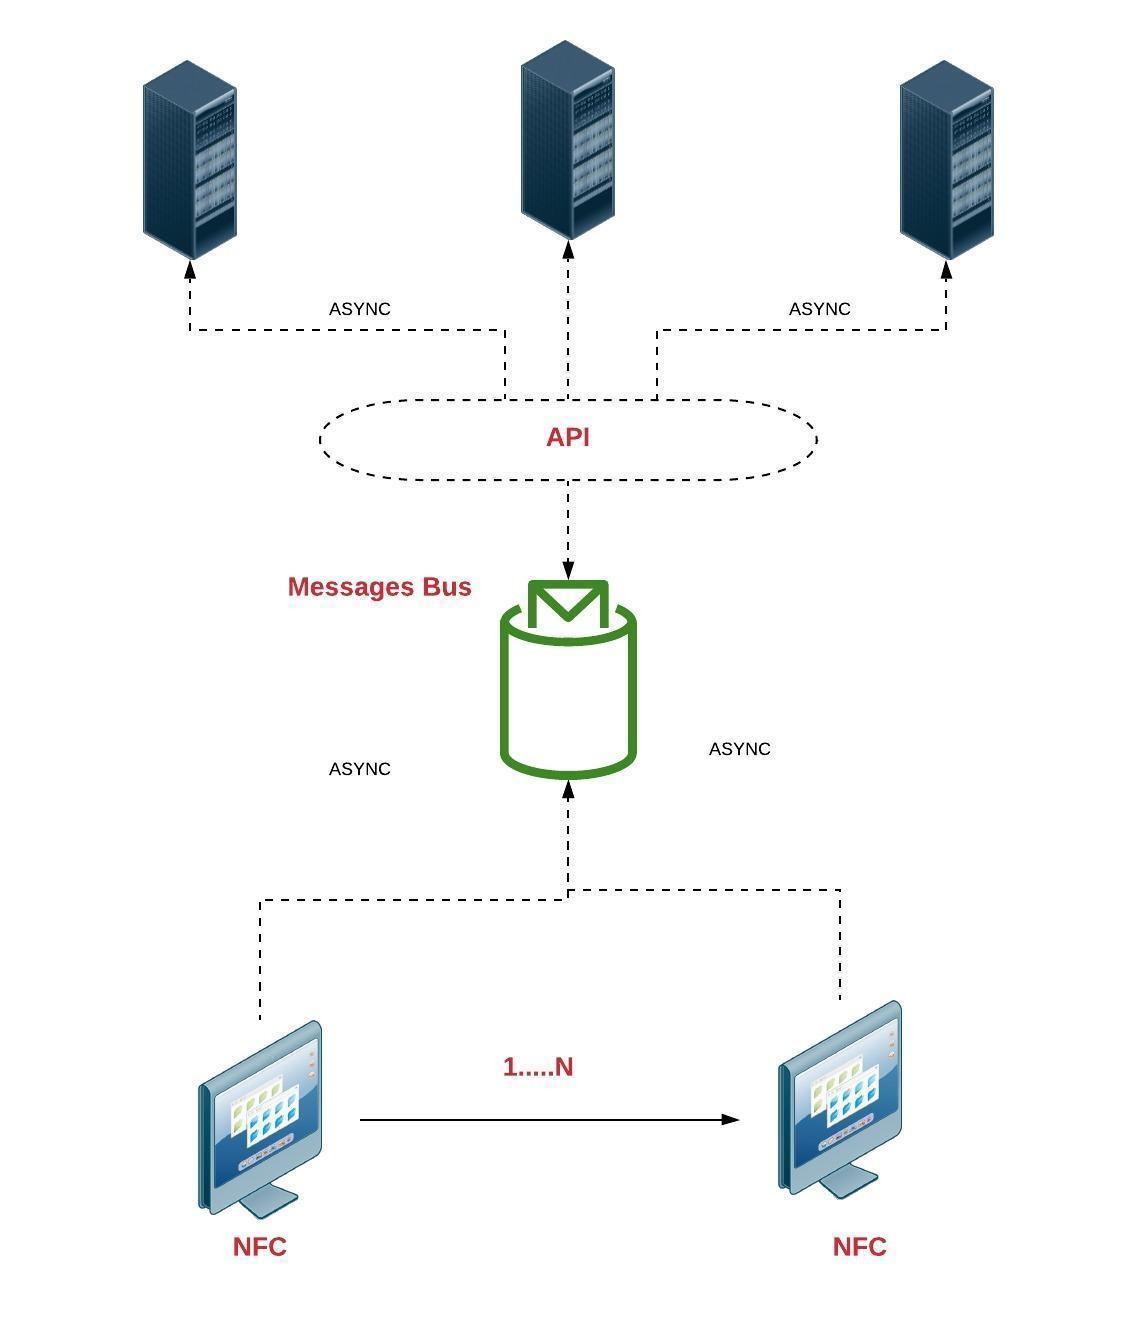 ASYNC
ASYNC
API
Messages Bus
ASYNC
ASYNC
1.....N
NFC
NFC